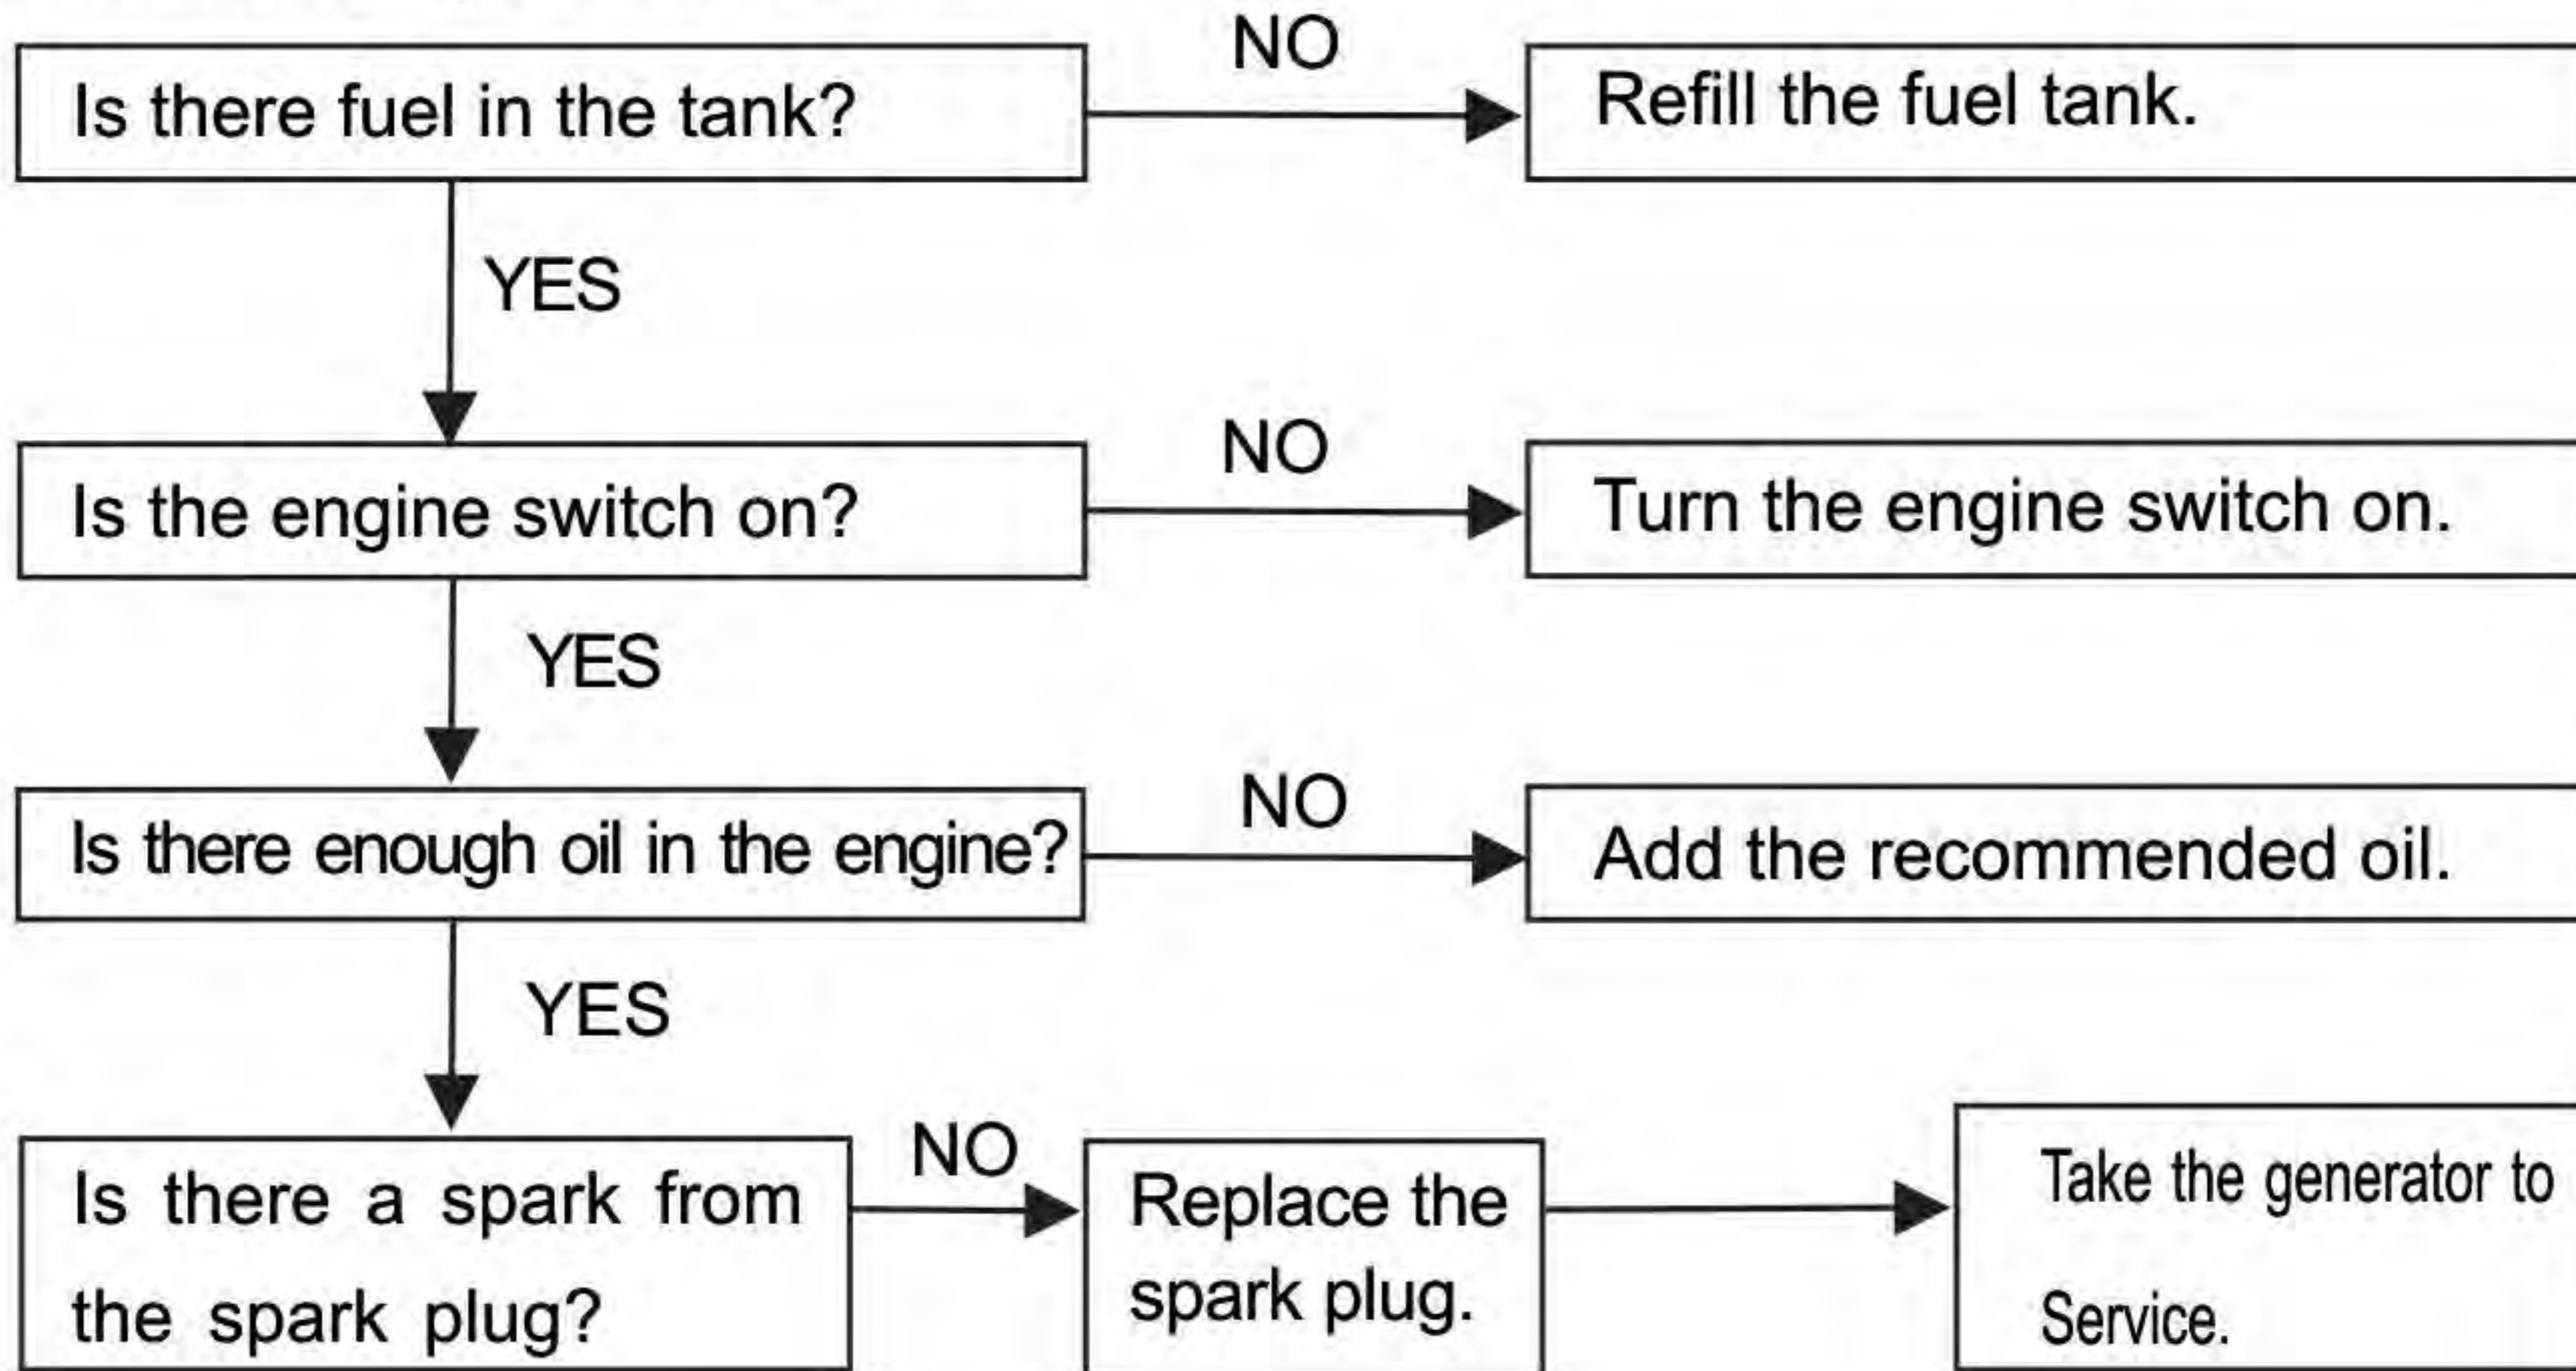 NO
Is there fuel in the tank?
Refill the fuel tank.
YES
NO
Is the engine switch on?
Turn the engine switch on.
YES
NO
Is there enough oil in the engine?
Add the recommended oil.
YES
NO
Is there a spark from
the spark plug?
Replace the
spark plug.
Take the generator to
Service.